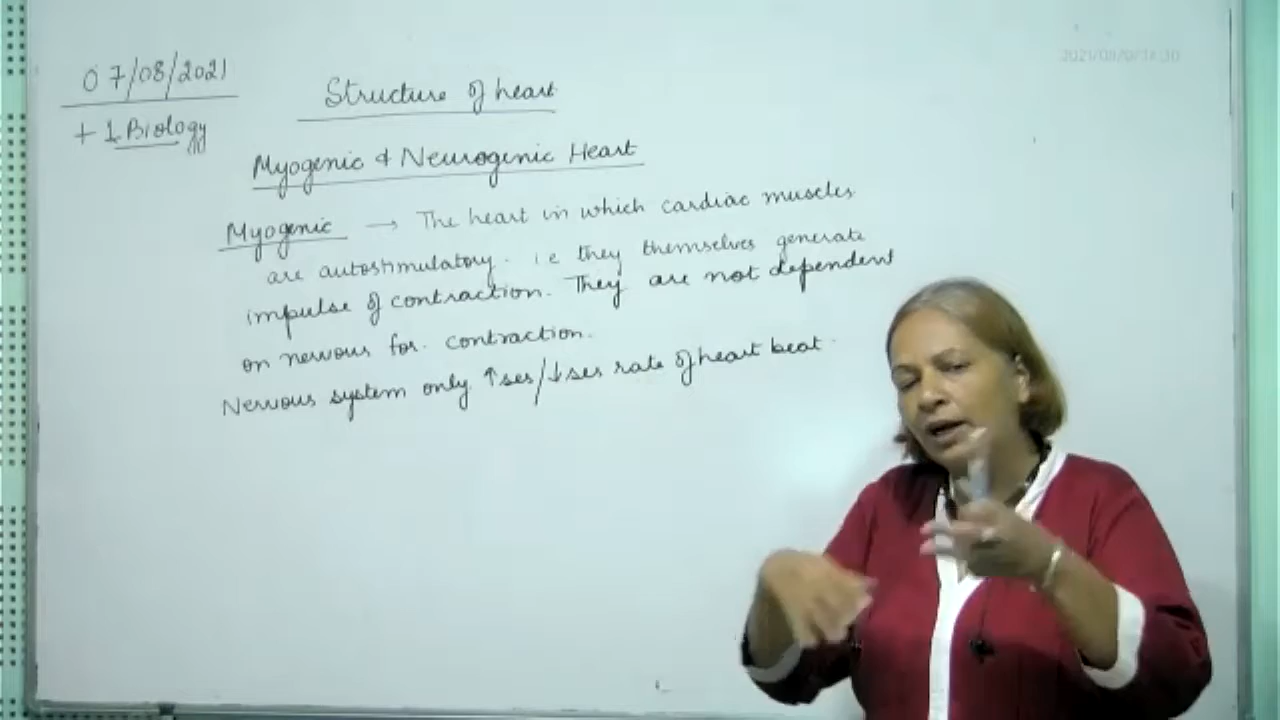 07/08/2021
+1 Biology
Structure of heart
Myogenic & Neurogenic Heart
Myogenic → The heart in which cardiac muscles
are autostimulatory. i.e they themselves generate
impulse of contraction. They are not dependent
on nervous for. contraction.
Nervous system only ↑ses/↓ses rate of heart beat.